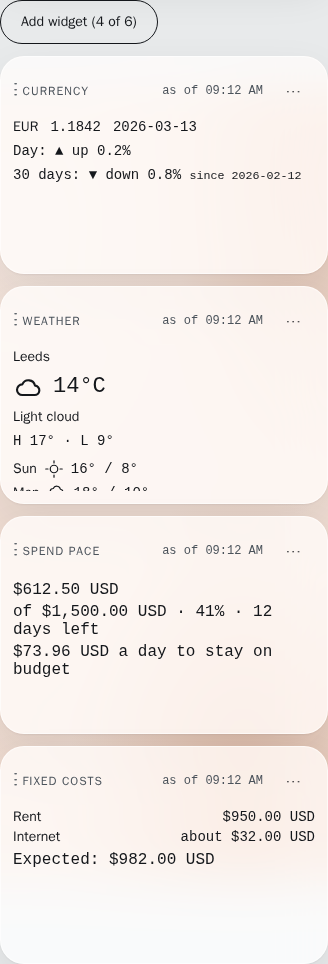 Add widget (4 of 6)
CURRENCY as of 09:12 AM ...
EUR 1.1842 2026-03-13
Day: ▲ up 0.2%
30 days: ▼ down 0.8% since 2026-02-12
WEATHER as of 09:12 AM ...
Leeds
14°C
Light cloud
H 17° · L 9°
Sun 16° / 8°
SPEND PACE as of 09:12 AM ...
$612.50 USD
of $1,500.00 USD · 41% · 12
days left
$73.96 USD a day to stay on
budget
FIXED COSTS as of 09:12 AM ...
Rent $950.00 USD
Internet about $32.00 USD
Expected: $982.00 USD